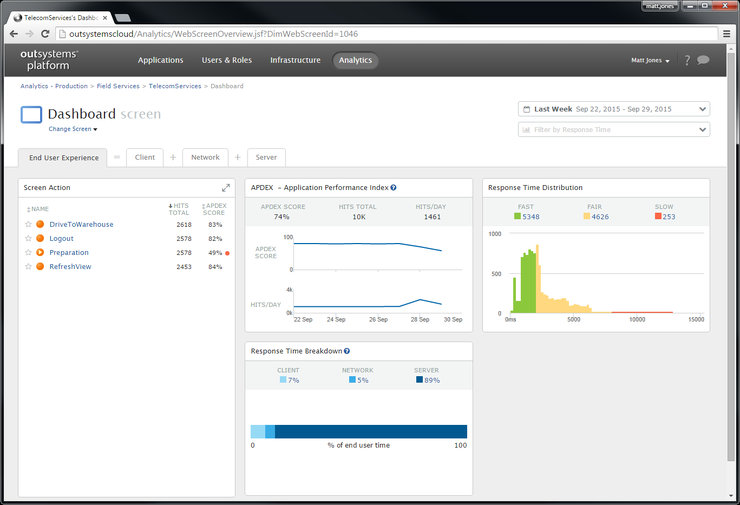 TelecomServices's Dashbo
matt.jones
outsystemscloud/Analytics/WebScreenOverview.jsf?DimWebScreenId=1046
outsystems™
platform
Applications
Users & Roles
Infrastructure
Analytics
Matt Jones
?
Analytics - Production > Field Services > TelecomServices > Dashboard
Dashboard screen
Change Screen
Last Week Sep 22, 2015 - Sep 29, 2015
Filter by Response Time
End User Experience = Client + Network + Server
Screen Action
NAME HITS TOTAL APDEX SCORE
DriveToWarehouse 2618 83%
Logout 2578 82%
Preparation 2578 49%
RefreshView 2453 84%
APDEX – Application Performance Index ?
APDEX SCORE HITS TOTAL HITS/DAY
74% 10K 1461
100
APDEX SCORE
0
4k
HITS/DAY
0k
22 Sep 24 Sep 26 Sep 28 Sep 30 Sep
Response Time Distribution
FAST FAIR SLOW
5348 4626 253
1000
500
0
0ms 5000 10000 15000
Response Time Breakdown ?
CLIENT NETWORK SERVER
7% 5% 89%
0 % of end user time 100